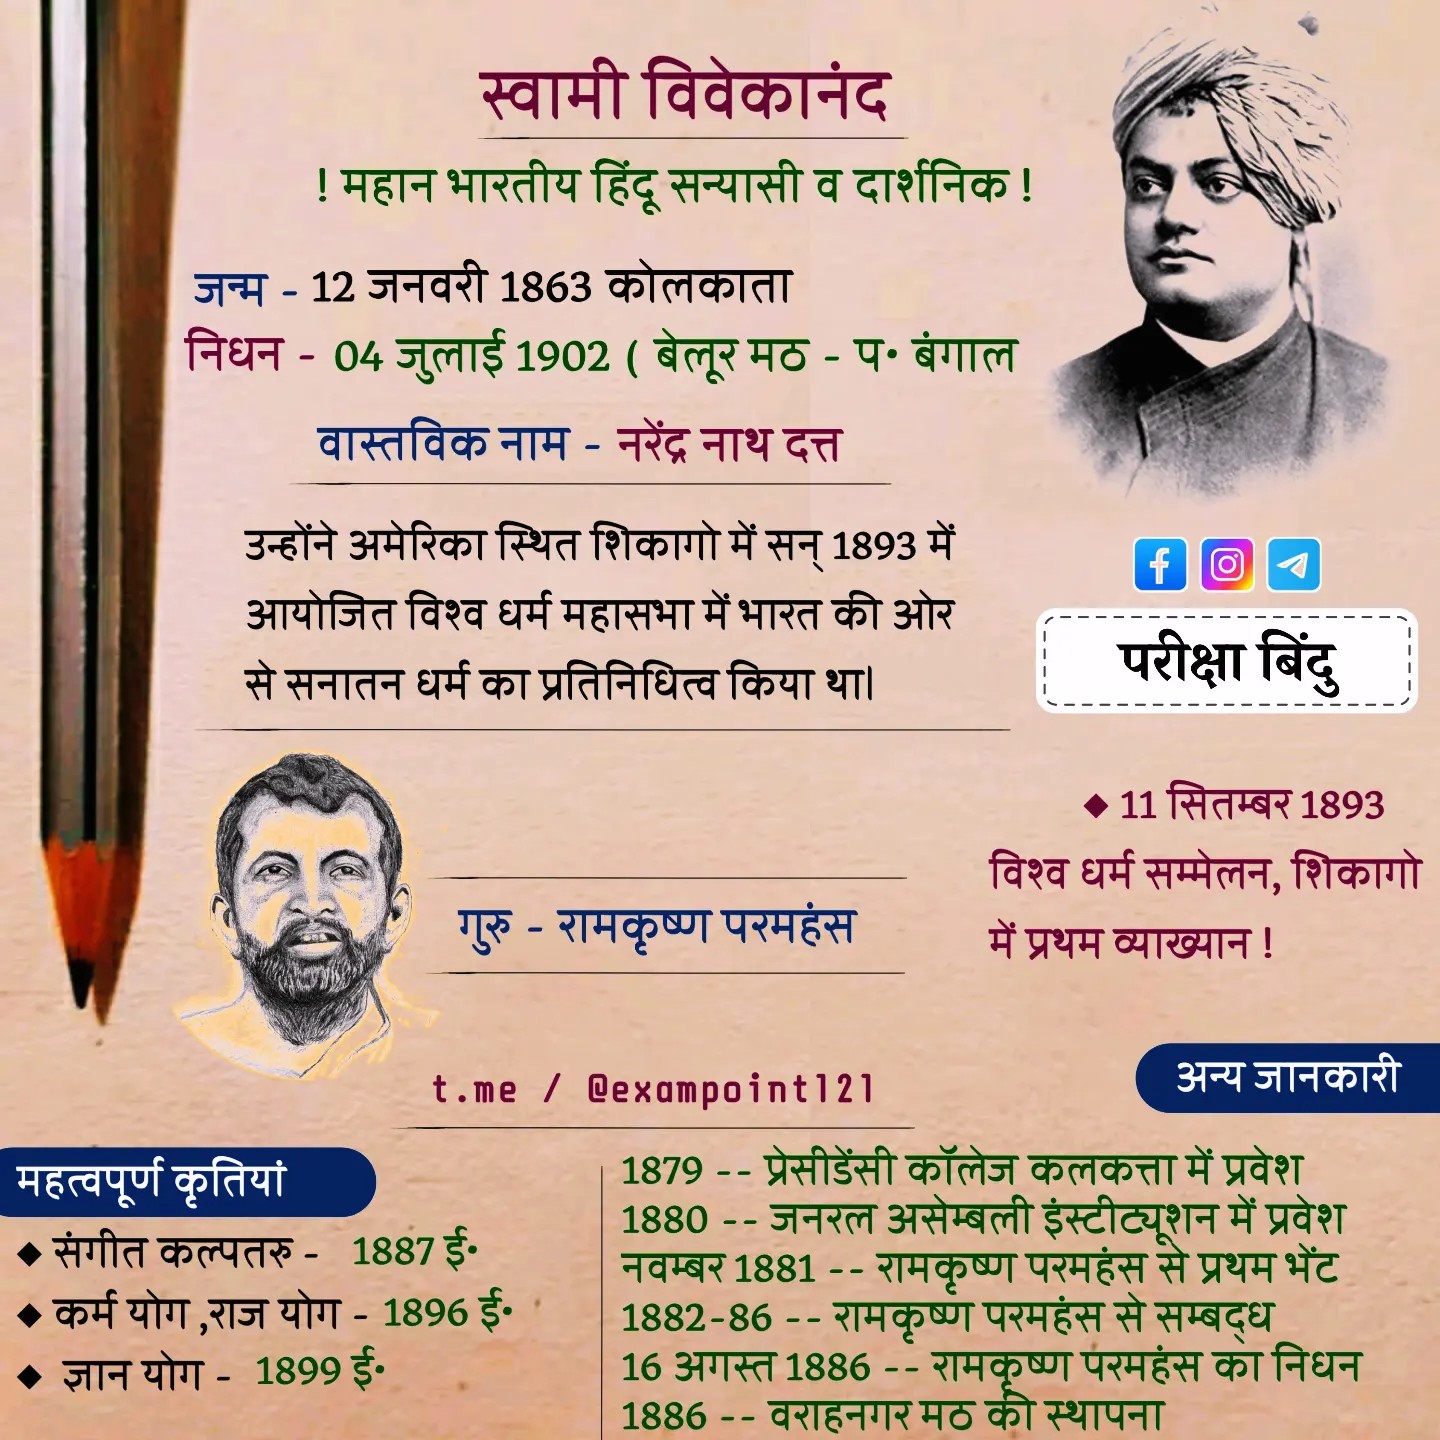 स्वामी विवेकानंद
! महान भारतीय हिंदू सन्यासी व दार्शनिक !
जन्म - 12 जनवरी 1863 कोलकाता
निधन - 04 जुलाई 1902 ( बेलूर मठ - प• बंगाल
वास्तविक नाम - नरेंद्र नाथ दत्त
उन्होंने अमेरिका स्थित शिकागो में सन् 1893 में
आयोजित विश्व धर्म महासभा में भारत की ओर
से सनातन धर्म का प्रतिनिधित्व किया था।
परीक्षा बिंदु
◆ 11 सितम्बर 1893
विश्व धर्म सम्मेलन, शिकागो
में प्रथम व्याख्यान !
गुरु - रामकृष्ण परमहंस
t.me / @exampoint121
महत्वपूर्ण कृतियां
◆ संगीत कल्पतरु - 1887 ई•
◆ कर्म योग ,राज योग - 1896 ई•
◆ ज्ञान योग - 1899 ई•
अन्य जानकारी
1879 -- प्रेसीडेंसी कॉलेज कलकत्ता में प्रवेश
1880 -- जनरल असेम्बली इंस्टीट्यूशन में प्रवेश
नवम्बर 1881 -- रामकृष्ण परमहंस से प्रथम भेंट
1882-86 -- रामकृष्ण परमहंस से सम्बद्ध
16 अगस्त 1886 -- रामकृष्ण परमहंस का निधन
1886 -- वराहनगर मठ की स्थापना